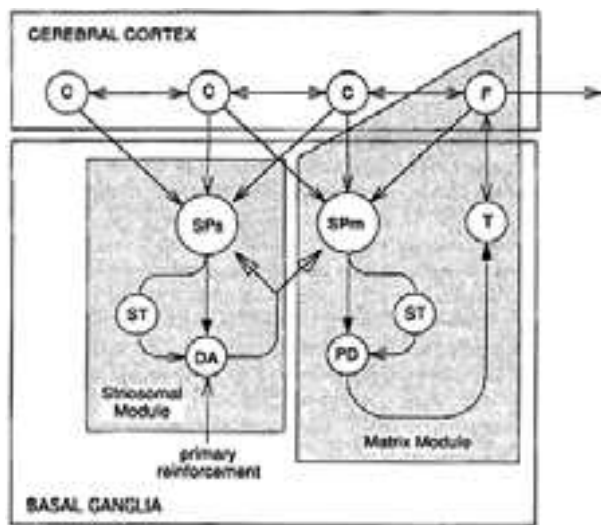 CEREBRAL CORTEX
C C C F
SPs SPm T
ST ST
DA PD
Striosomal
Module
Matrix Module
primary
reinforcement
BASAL GANGLIA